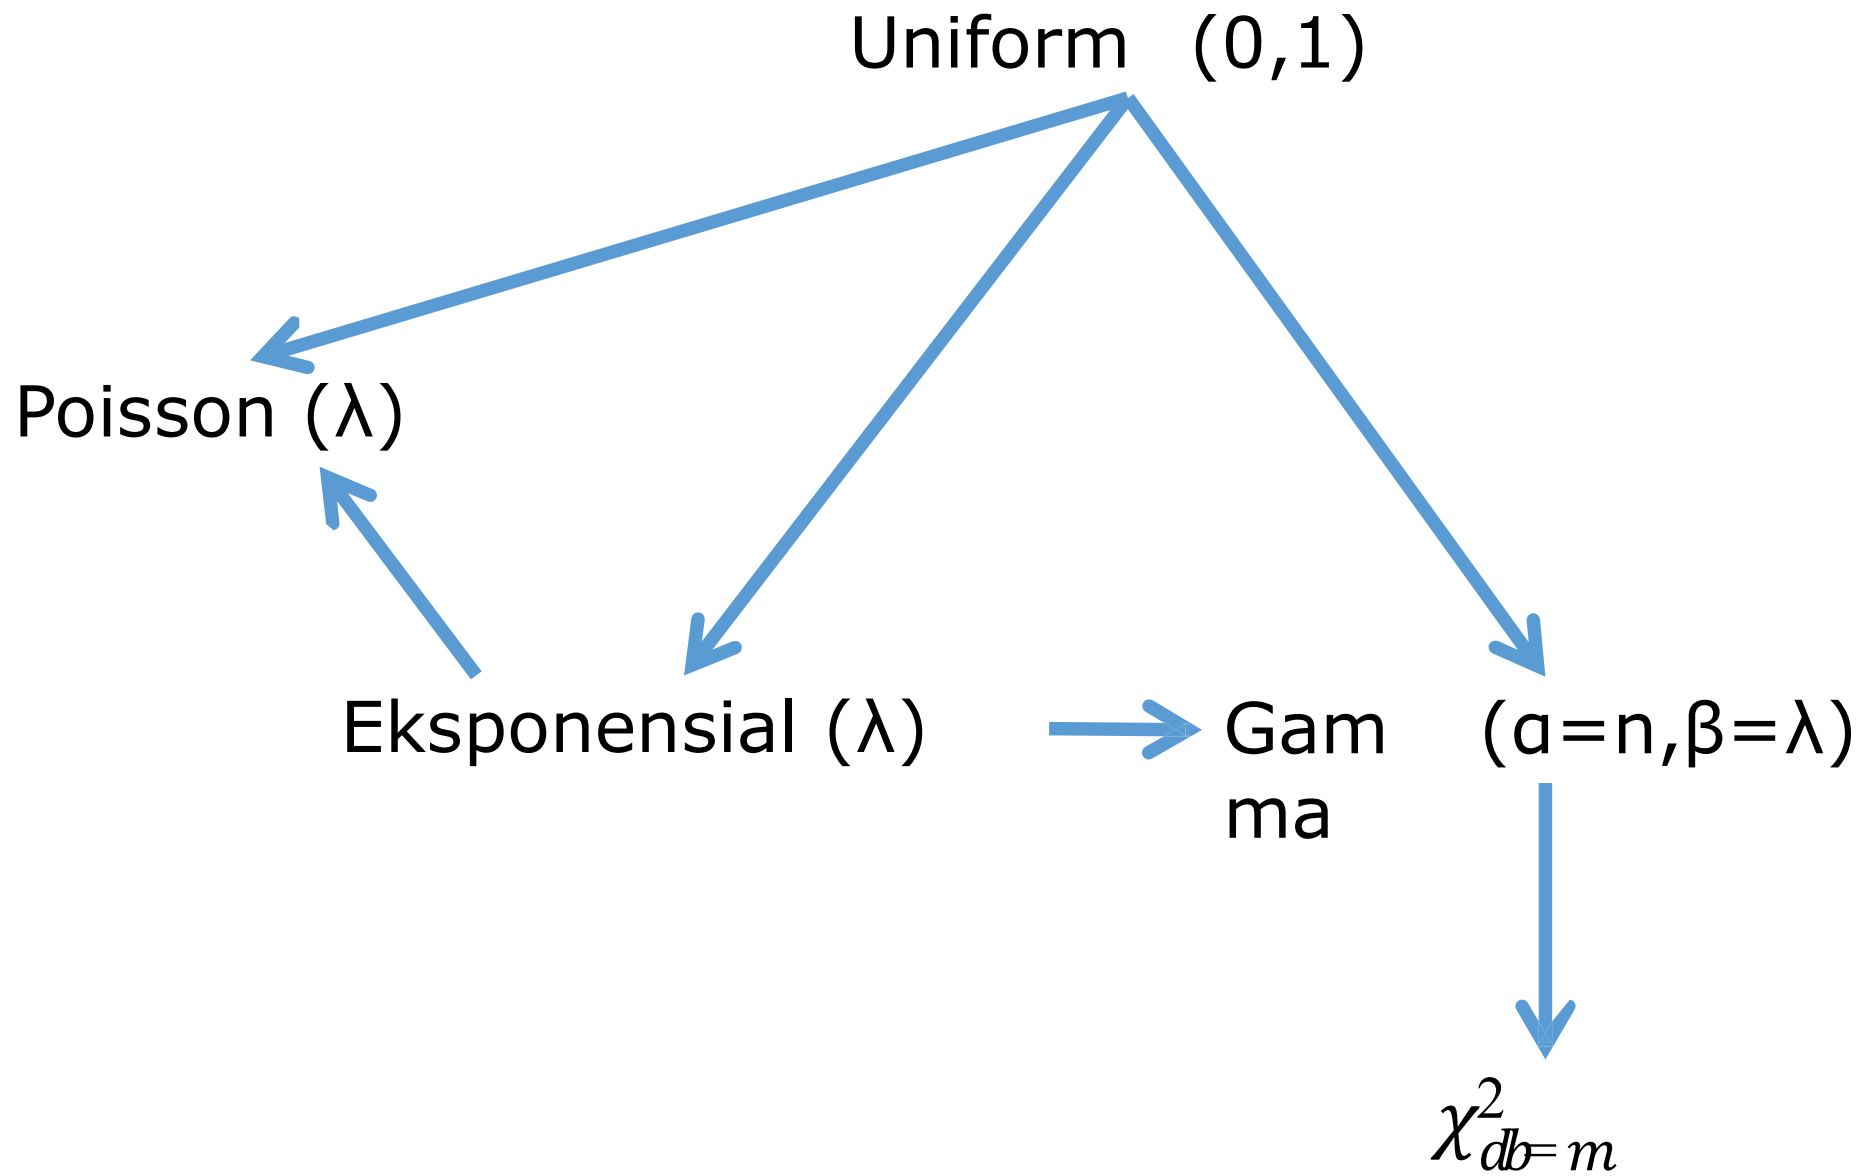 Uniform (0,1)
Poisson (λ)
Eksponensial (λ)
Gam (α=n,β=λ)
ma
χ²db=m